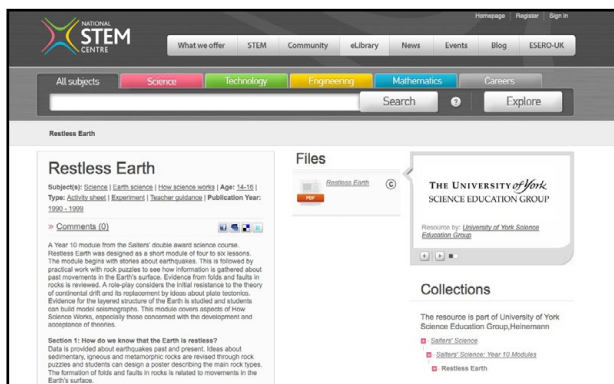 Homepage | Register | Sign in
NATIONAL
STEM
CENTRE
What we offer STEM Community eLibrary News Events Blog ESERO-UK
All subjects Science Technology Engineering Mathematics Careers
Search ? Explore
Restless Earth
Restless Earth
Subject(s): Science | Earth science | How science works | Age: 14-16 |
Type: Activity sheet | Experiment | Teacher guidance | Publication Year:
1990 - 1999
» Comments (0)
A Year 10 module from the Salters' double award science course.
Restless Earth was designed as a short module of four to six lessons.
The module begins with stories about earthquakes. This is followed by
practical work with rock puzzles to see how information is gathered about
past movements in the Earth's surface. Evidence from folds and faults in
rocks is reviewed. A role-play considers the initial resistance to the theory
of continental drift and its replacement by ideas about plate tectonics.
Evidence for the layered structure of the Earth is studied and students
can build model seismographs. This module covers aspects of How
Science Works, especially those concerned with the development and
acceptance of theories.
Section 1: How do we know that the Earth is restless?
Data is provided about earthquakes past and present. Ideas about
sedimentary, igneous and metamorphic rocks are revised through rock
puzzles and students can design a poster describing the main rock types.
The formation of folds and faults in rocks is related to movements in the
Earth's surface.
Files
Restless Earth
©
PDF
THE UNIVERSITY of York
SCIENCE EDUCATION GROUP
Resource by: University of York Science
Education Group
Collections
The resource is part of University of York
Science Education Group,Heinemann
Salters' Science
Salters' Science: Year 10 Modules
Restless Earth